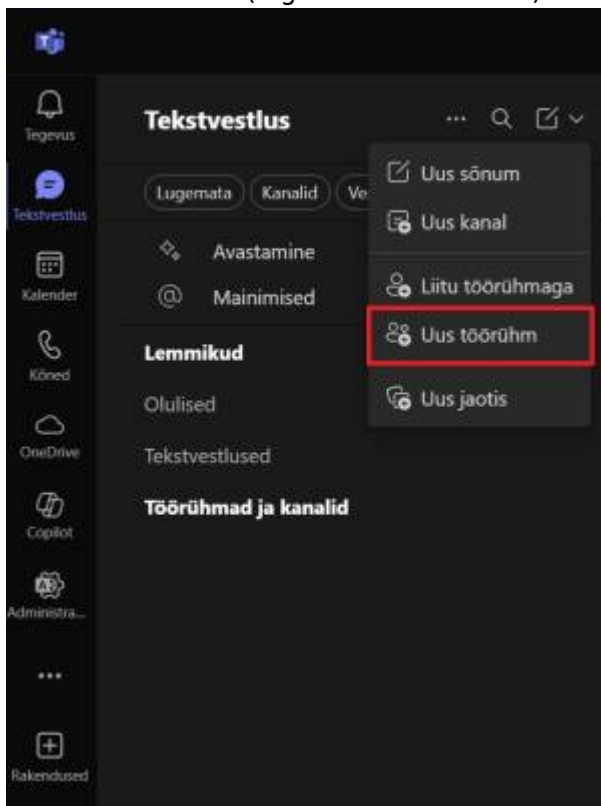 Tegevus
Tekstvestlus
Kalender
Kõned
OneDrive
Copilot
Administra...
Rakendused
Tekstvestlus
Lugemata Kanalid Ve
Avastamine
Mainimised
Lemmikud
Olulised
Tekstvestlused
Töörühmad ja kanalid
Uus sõnum
Uus kanal
Liitu töörühmaga
Uus töörühm
Uus jaotis